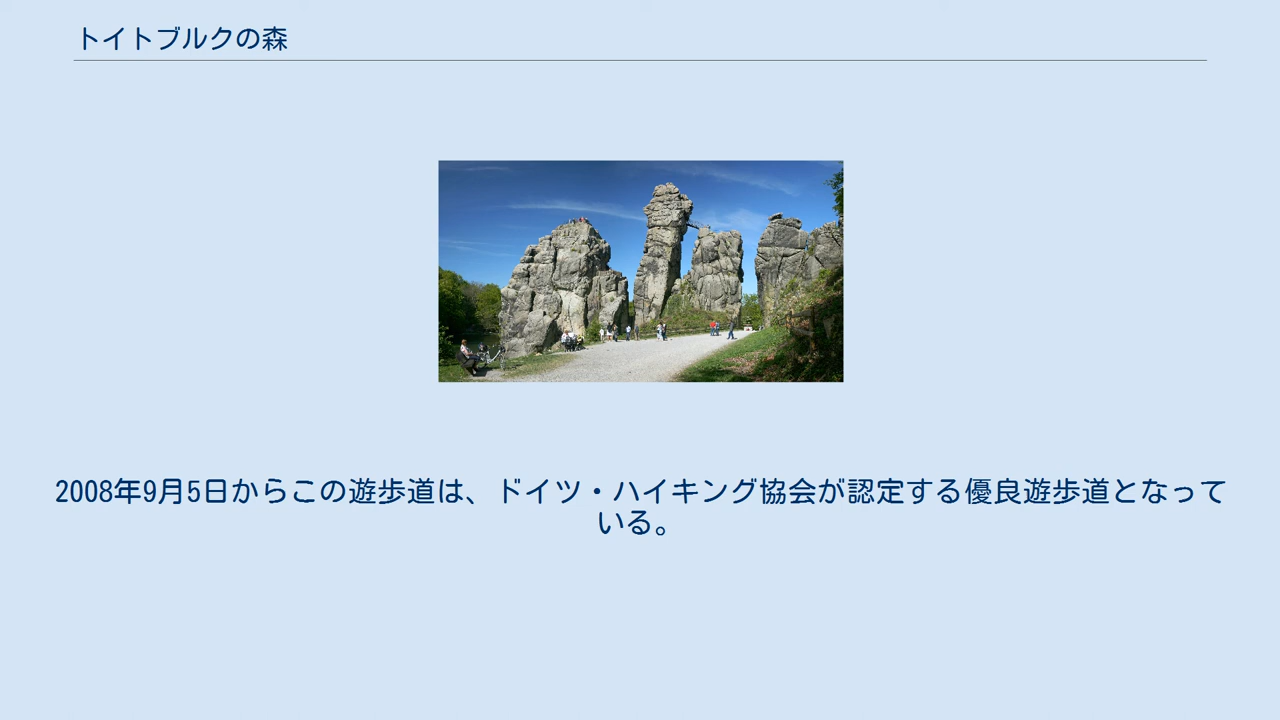 トイトブルクの森
2008年9月5日からこの遊歩道は、ドイツ・ハイキング協会が認定する優良遊歩道となって
いる。